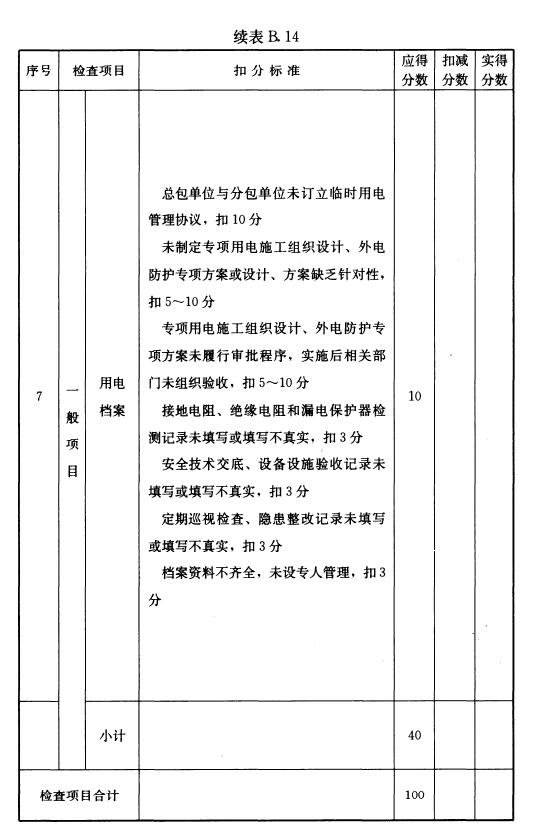 续表 B.14
序号
检查项目
扣分标准
应得
分数
扣减
分数
实得
分数
7
一
般
项
目
用电
档案
总包单位与分包单位未订立临时用电
管理协议，扣 10 分
未制定专项用电施工组织设计、外电
防护专项方案或设计、方案缺乏针对性，
扣 5～10 分
专项用电施工组织设计、外电防护专
项方案未履行审批程序，实施后相关部
门未组织验收，扣 5～10 分
接地电阻、绝缘电阻和漏电保护器检
测记录未填写或填写不真实，扣 3 分
安全技术交底、设备设施验收记录未
填写或填写不真实，扣 3 分
定期巡视检查、隐患整改记录未填写
或填写不真实，扣 3 分
档案资料不齐全，未设专人管理，扣 3
分
10
小计
40
检查项目合计
100